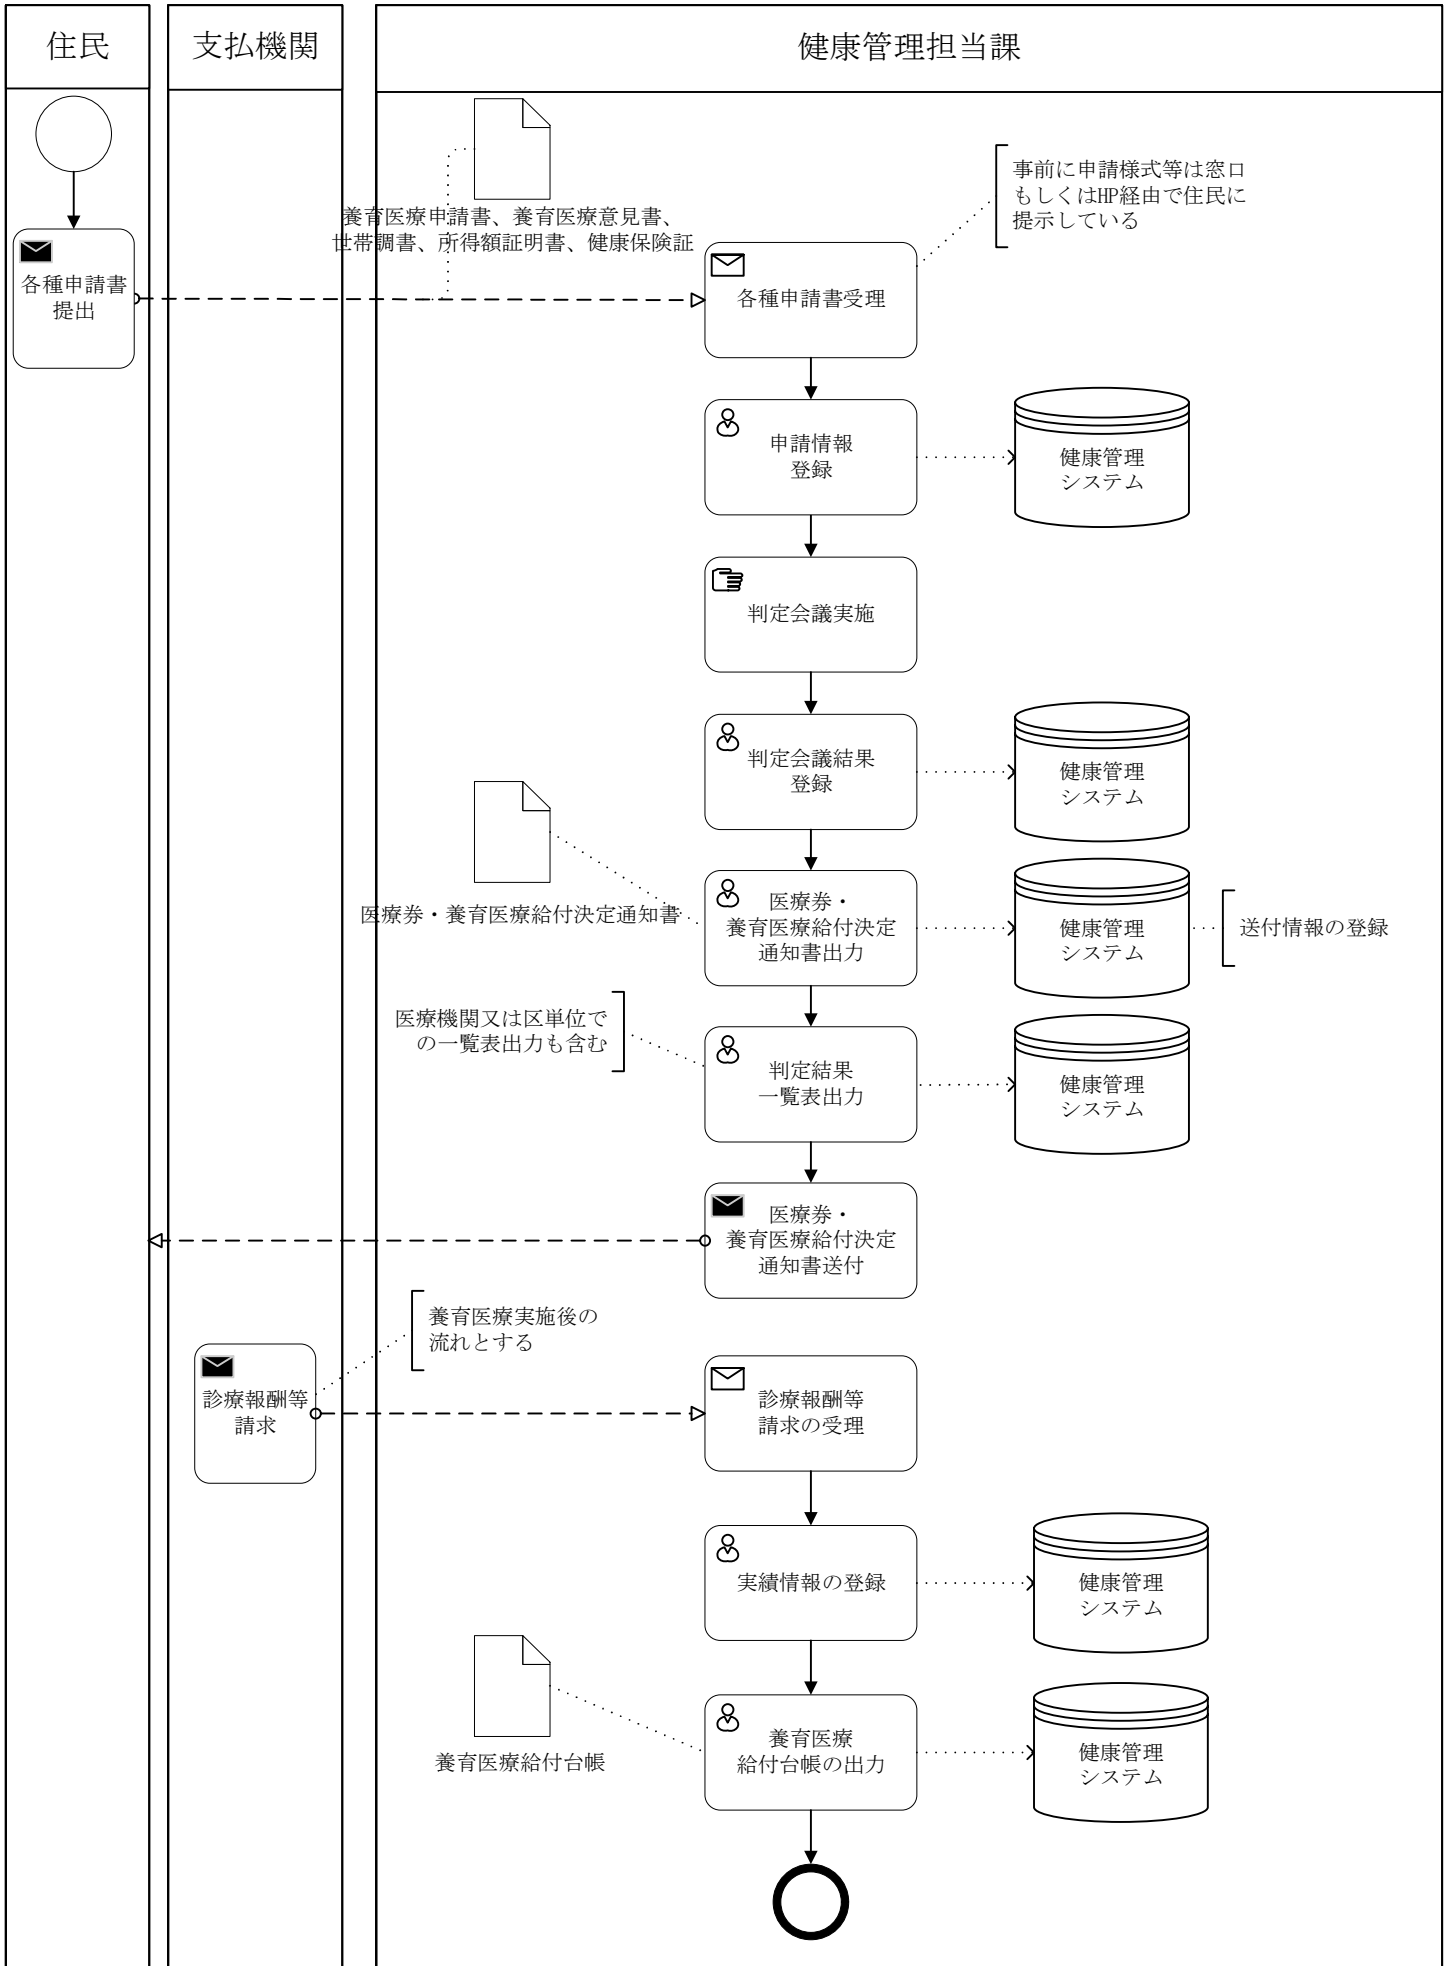 住民
支払機関
健康管理担当課
養育医療申請書、養育医療意見書、
世帯調書、所得額証明書、健康保険証
事前に申請様式等は窓口
もしくはHP経由で住民に
提示している
各種申請書
提出
各種申請書受理
申請情報
登録
健康管理
システム
判定会議実施
判定会議結果
登録
健康管理
システム
医療券・養育医療給付決定通知書
医療券・
養育医療給付決定
通知書出力
健康管理
システム
送付情報の登録
医療機関又は区単位で
の一覧表出力も含む
判定結果
一覧表出力
健康管理
システム
医療券・
養育医療給付決定
通知書送付
養育医療実施後の
流れとする
診療報酬等
請求
診療報酬等
請求の受理
実績情報の登録
健康管理
システム
養育医療給付台帳
養育医療
給付台帳の出力
健康管理
システム